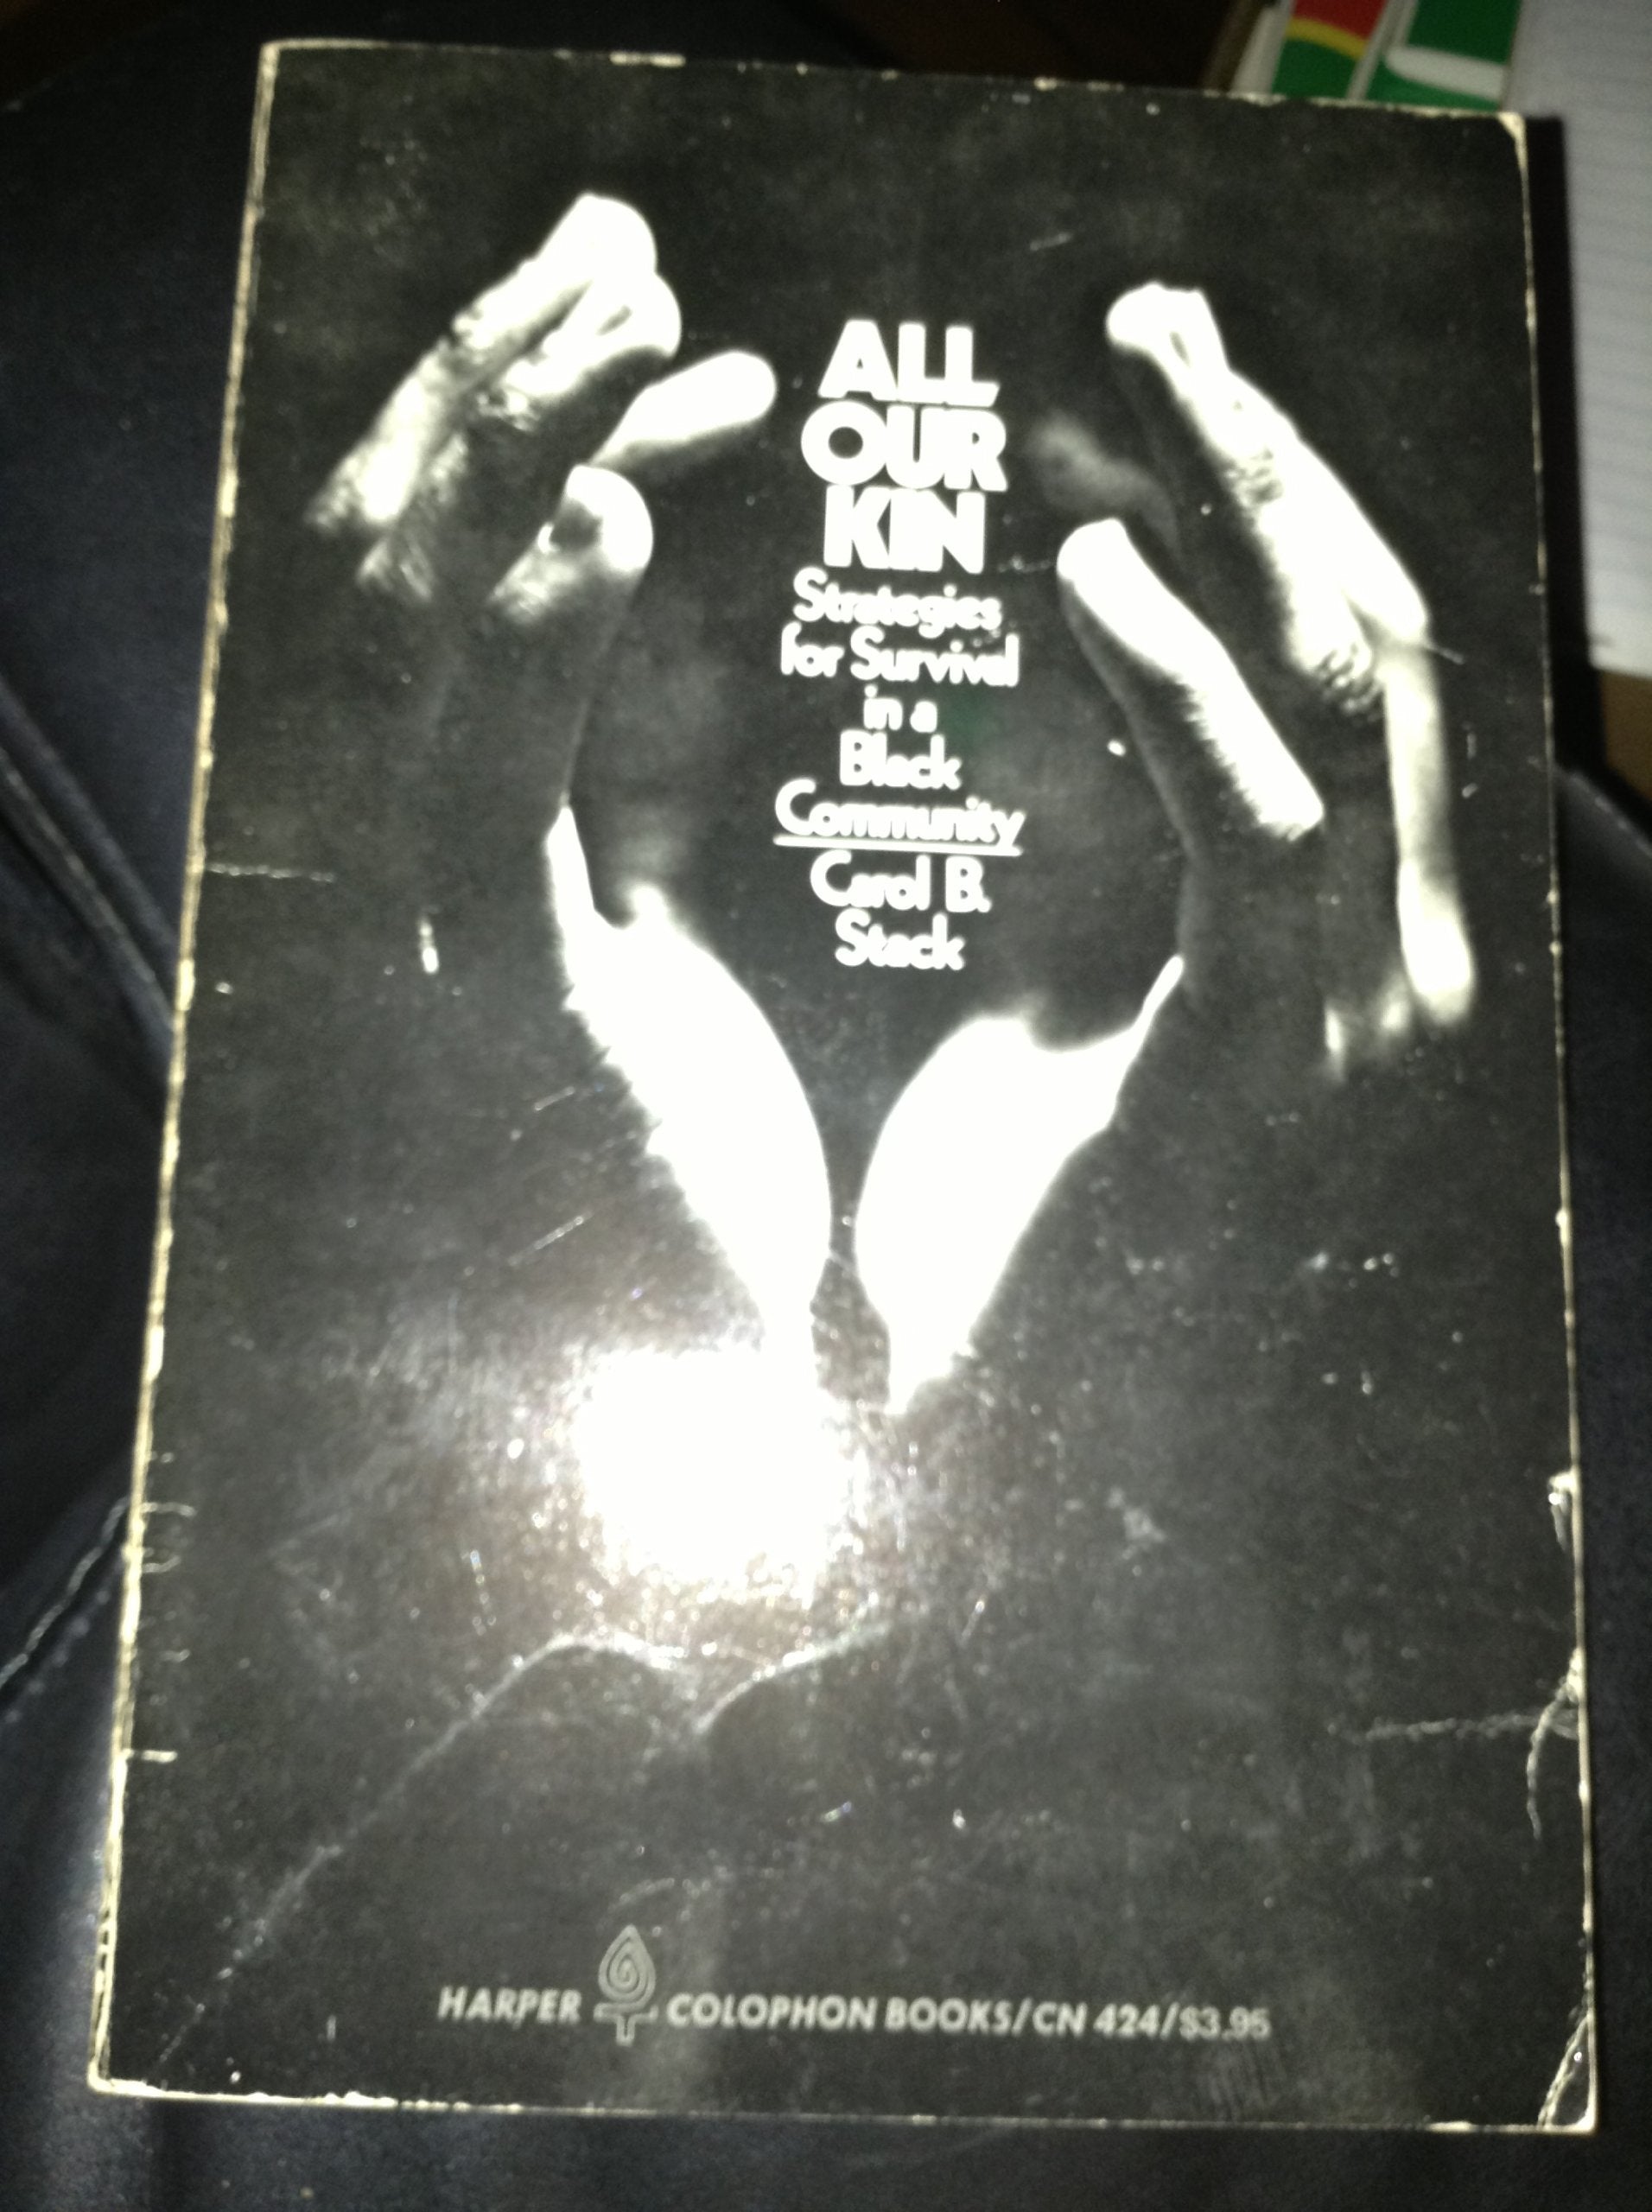 ALL
OUR
KIN
Strategies
for Survival
in a
Black
Community
Carol B.
Stack
HARPER COLOPHON BOOKS/CN 424/$3.95